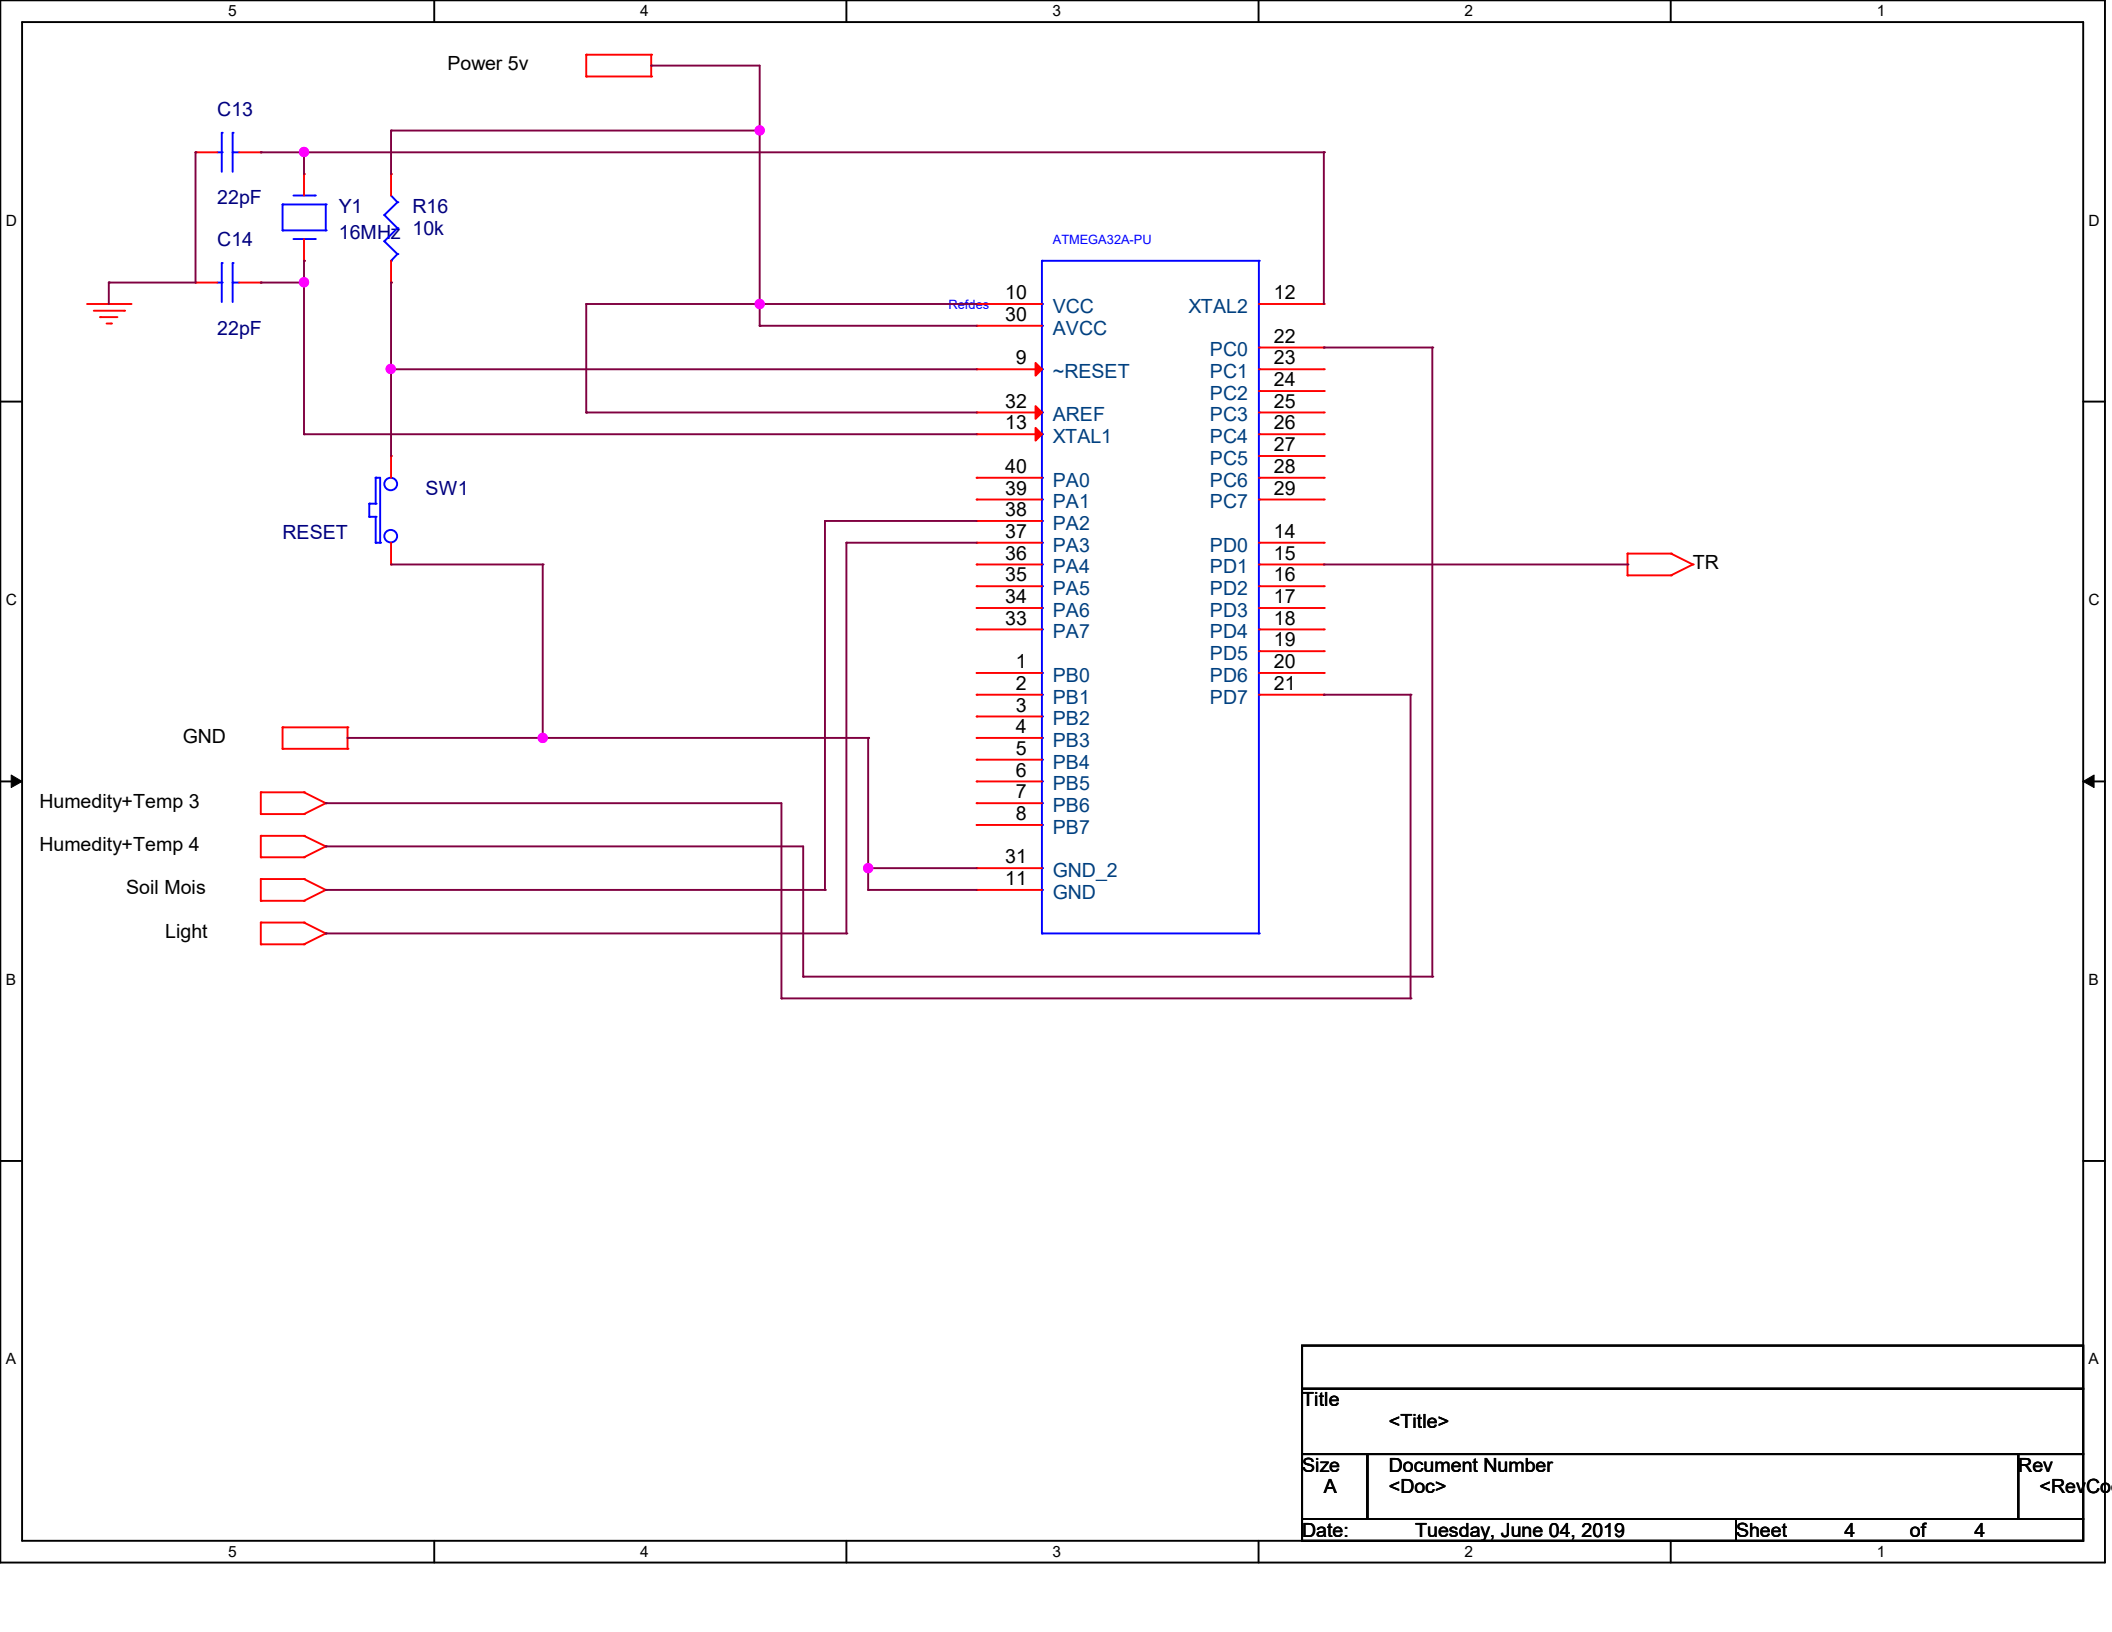 5 4 3 2 1
Power 5v
C13
22pF
Y1
16MHz
R16
10k
D D
C14
22pF
ATMEGA32A-PU
Refdes
10 VCC
30 AVCC
9 ~RESET
32 AREF
13 XTAL1
40 PA0
39 PA1
38 PA2
37 PA3
36 PA4
35 PA5
34 PA6
33 PA7
1 PB0
2 PB1
3 PB2
4 PB3
5 PB4
6 PB5
7 PB6
8 PB7
31 GND_2
11 GND
XTAL2 12
PC0 22
PC1 23
PC2 24
PC3 25
PC4 26
PC5 27
PC6 28
PC7 29
PD0 14
PD1 15
PD2 16
PD3 17
PD4 18
PD5 19
PD6 20
PD7 21
SW1
RESET
TR
C C
GND
Humedity+Temp 3
Humedity+Temp 4
Soil Mois
Light
B B
A A
Title
<Title>
Size
A
Document Number
<Doc>
Rev
<RevCo
Date: Tuesday, June 04, 2019 Sheet 4 of 4
5 4 3 2 1